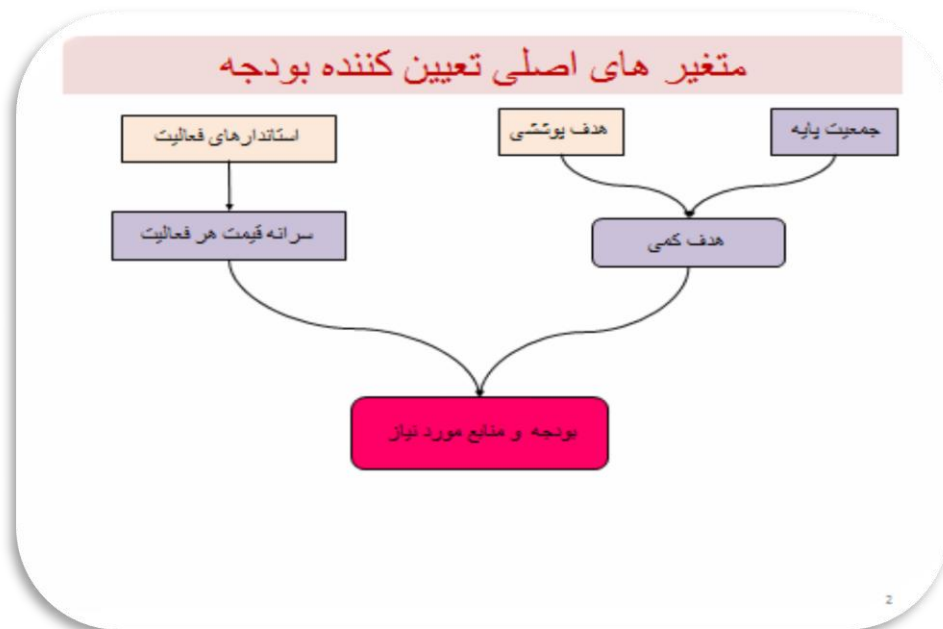 متغیر های اصلی تعیین کننده بودجه
جمعیت پایه
هدف پوششی
استاندارهای فعالیت
هدف کمی
سرانه قیمت هر فعالیت
بودجه و منابع مورد نیاز
2